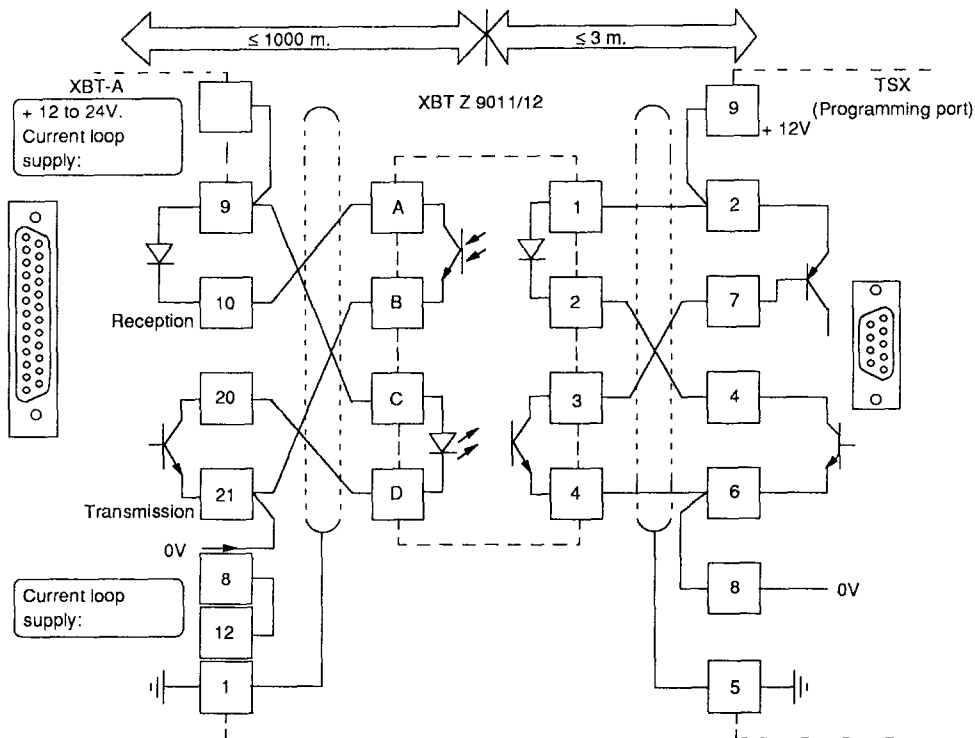 ≤ 1000 m.
≤ 3 m.
XBT-A
XBT Z 9011/12
TSX
(Programming port)
+ 12 to 24V.
Current loop
supply:
9
+ 12V
9
A
1
2
10
B
2
7
Reception
20
C
3
4
21
D
4
6
Transmission
0V
8
8
0V
Current loop
supply:
12
1
5